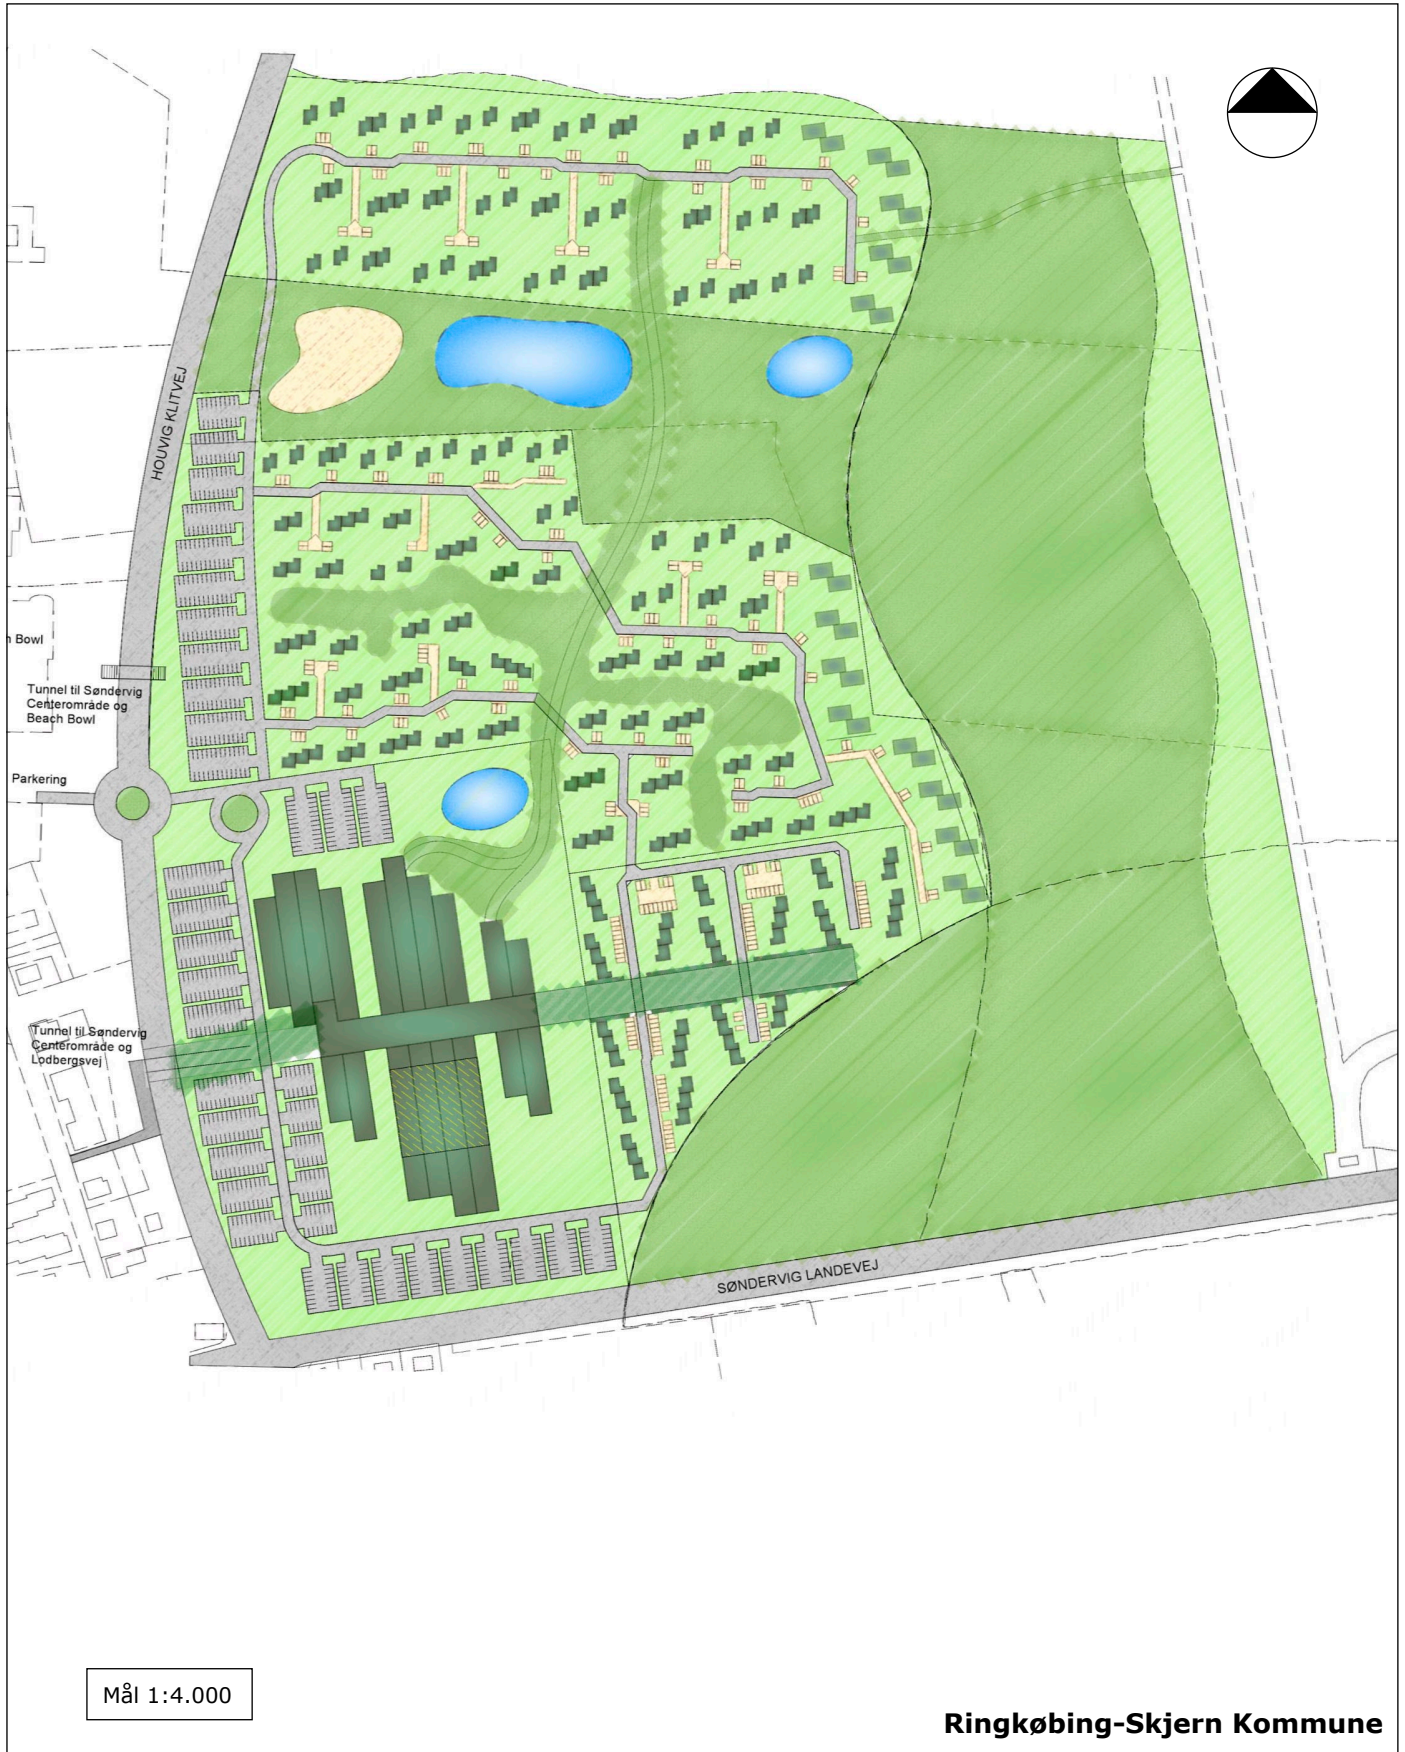 HOUVIG KLITVEJ
h Bowl
Tunnel til Søndervig
Centerområde og
Beach Bowl
Parkering
Tunnel til Søndervig
Centerområde og
Lodbergsvej
SØNDERVIG LANDEVEJ
Mål 1:4.000
Ringkøbing-Skjern Kommune